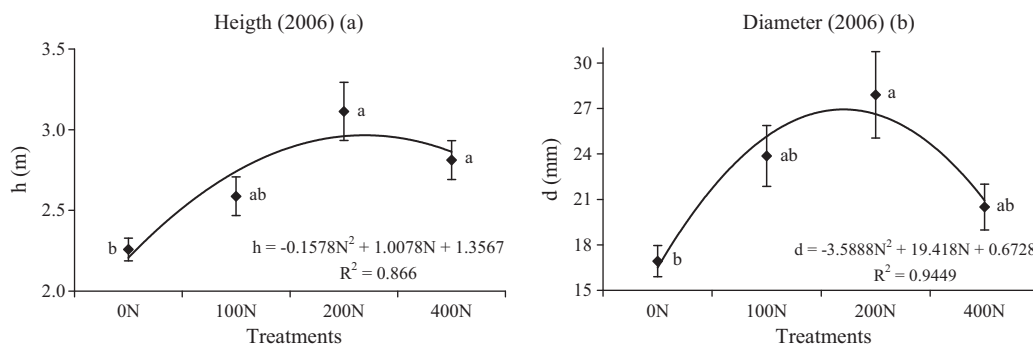 Heigth (2006) (a)
3.5
3.0
2.5
2.0
h (m)
b
ab
a
a
h = -0.1578N² + 1.0078N + 1.3567
R² = 0.866
0N 100N 200N 400N
Treatments
Diameter (2006) (b)
30
27
24
21
18
15
d (mm)
b
ab
a
ab
d = -3.5888N² + 19.418N + 0.6728
R² = 0.9449
0N 100N 200N 400N
Treatments